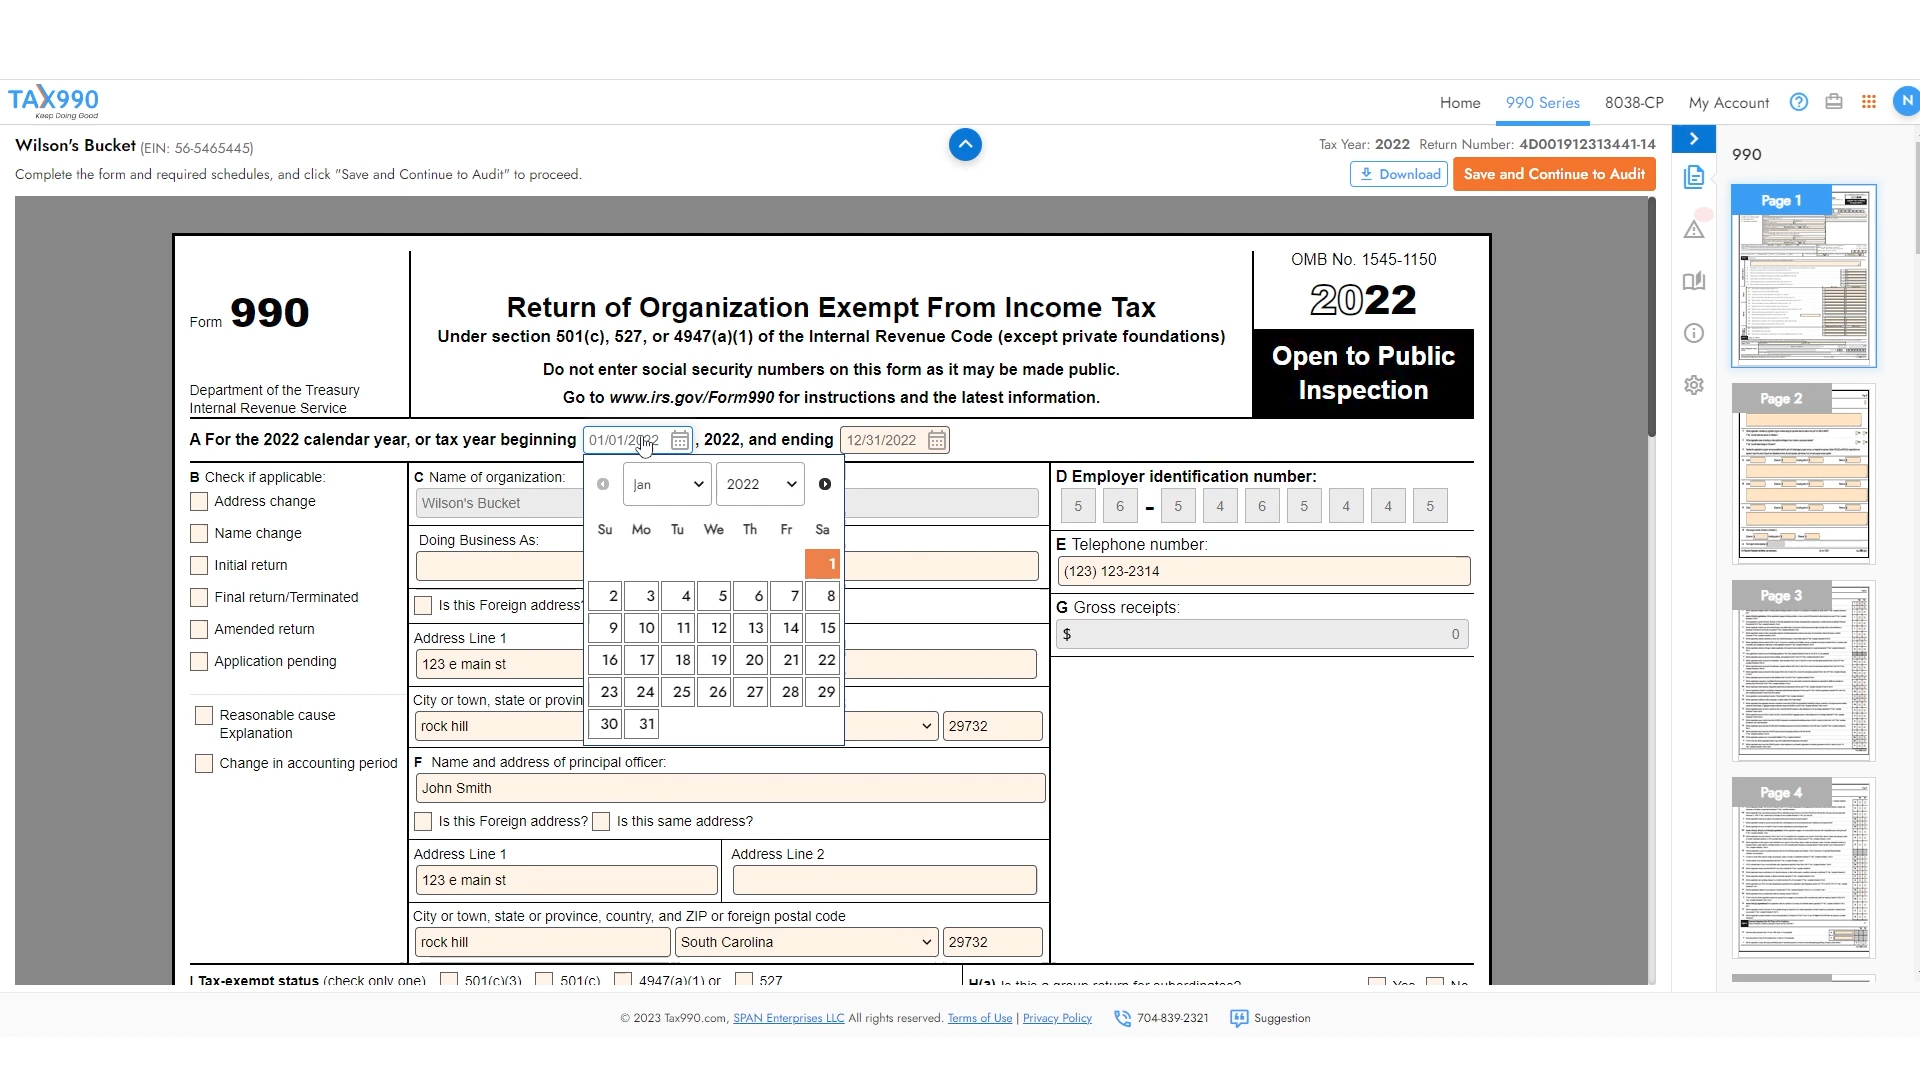 TAX990
Keep Doing Good
Home 990 Series 8038-CP My Account N
Wilson's Bucket (EIN: 56-5465445)
Tax Year: 2022 Return Number: 4D001912313441-14
Complete the form and required schedules, and click "Save and Continue to Audit" to proceed.
Download Save and Continue to Audit
990
Page 1
Page 2
Page 3
Page 4
Form 990
Department of the Treasury
Internal Revenue Service
Return of Organization Exempt From Income Tax
Under section 501(c), 527, or 4947(a)(1) of the Internal Revenue Code (except private foundations)
Do not enter social security numbers on this form as it may be made public.
Go to www.irs.gov/Form990 for instructions and the latest information.
OMB No. 1545-1150
2022
Open to Public
Inspection
A For the 2022 calendar year, or tax year beginning 01/01/2022 , 2022, and ending 12/31/2022
B Check if applicable:
Address change
Name change
Initial return
Final return/Terminated
Amended return
Application pending
Reasonable cause
Explanation
Change in accounting period
C Name of organization:
Wilson's Bucket
Doing Business As:
Is this Foreign address?
Address Line 1
123 e main st
City or town, state or provin
rock hill 29732
Jan 2022
Su Mo Tu We Th Fr Sa
1
2 3 4 5 6 7 8
9 10 11 12 13 14 15
16 17 18 19 20 21 22
23 24 25 26 27 28 29
30 31
F Name and address of principal officer:
John Smith
Is this Foreign address? Is this same address?
Address Line 1 Address Line 2
123 e main st
City or town, state or province, country, and ZIP or foreign postal code
rock hill South Carolina 29732
D Employer identification number:
5 6 - 5 4 6 5 4 4 5
E Telephone number:
(123) 123-2314
G Gross receipts:
$ 0
I Tax-exempt status (check only one) 501(c)(3) 501(c) 4947(a)(1) or 527
H(a) Is this a group return for subordinates? Yes No
© 2023 Tax990.com, SPAN Enterprises LLC All rights reserved. Terms of Use | Privacy Policy 704-839-2321 Suggestion